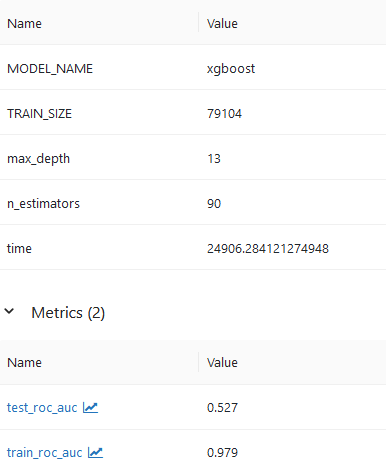 Name Value
MODEL_NAME xgboost
TRAIN_SIZE 79104
max_depth 13
n_estimators 90
time 24906.284121274948
Metrics (2)
Name Value
test_roc_auc 0.527
train_roc_auc 0.979